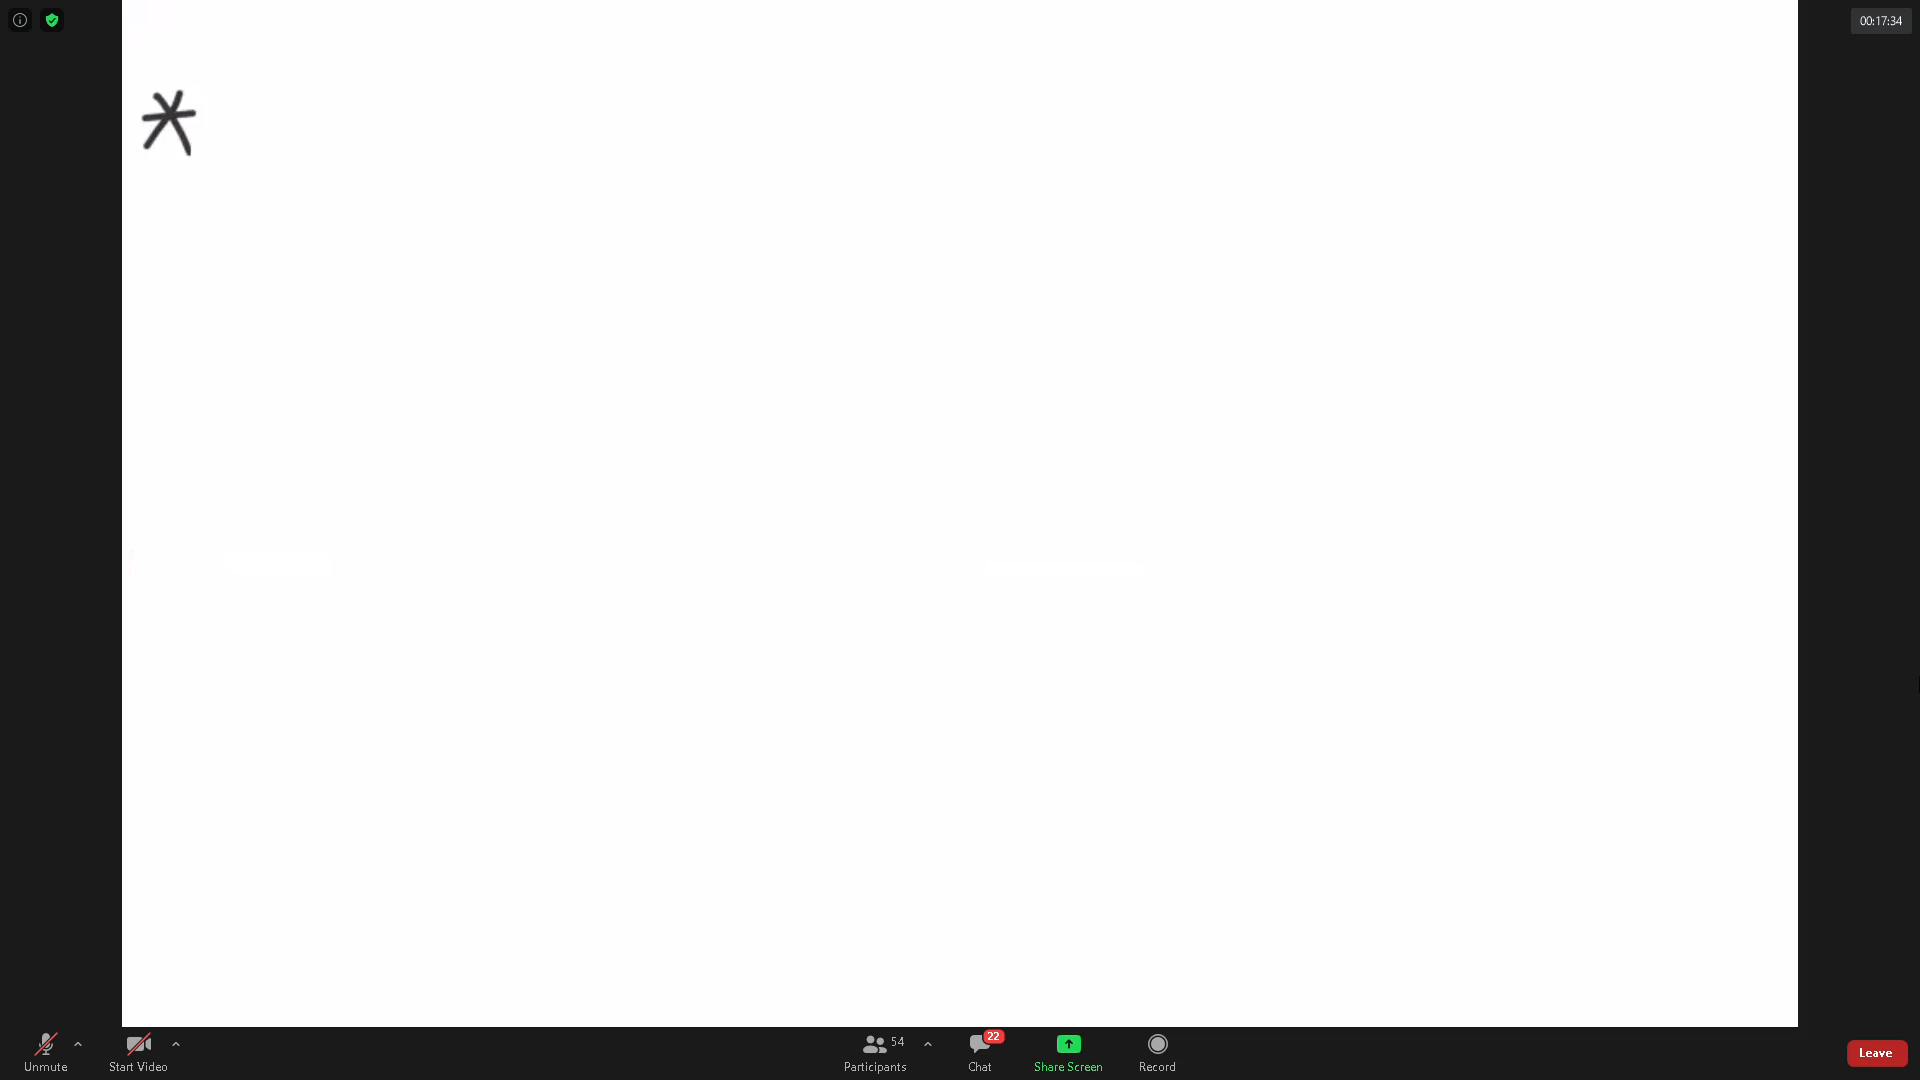 00:17:34
*
Unmute
Start Video
54
Participants
22
Chat
Share Screen
Record
Leave